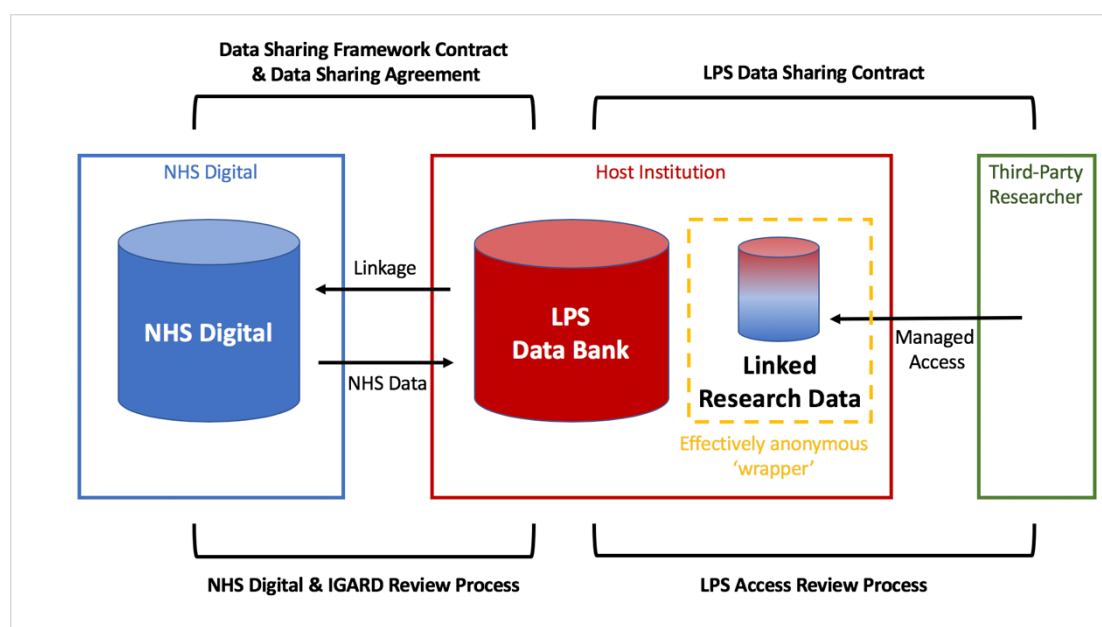 Data Sharing Framework Contract
& Data Sharing Agreement
LPS Data Sharing Contract
NHS Digital
Host Institution
Third-Party
Researcher
Linkage
NHS Digital
NHS Data
LPS
Data Bank
Linked
Research Data
Managed
Access
Effectively anonymous
‘wrapper’
NHS Digital & IGARD Review Process
LPS Access Review Process